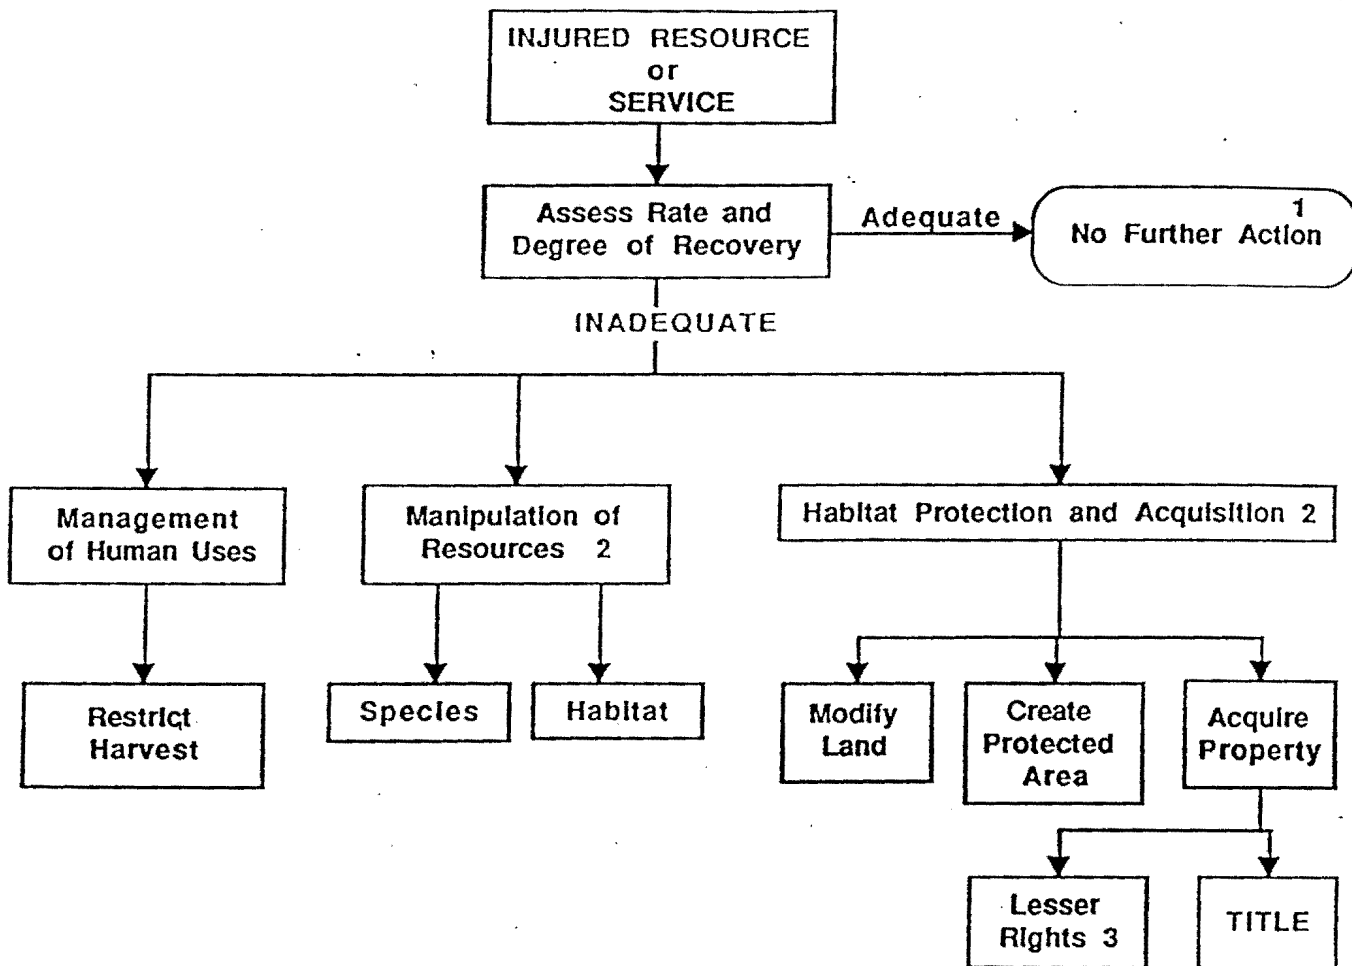 INJURED RESOURCE
or
SERVICE
Assess Rate and
Degree of Recovery
Adequate
1
No Further Action
INADEQUATE
Management
of Human Uses
Manipulation of
Resources 2
Habitat Protection and Acquisition 2
Restrict
Harvest
Species
Habitat
Modify
Land
Create
Protected
Area
Acquire
Property
Lesser
Rights 3
TITLE